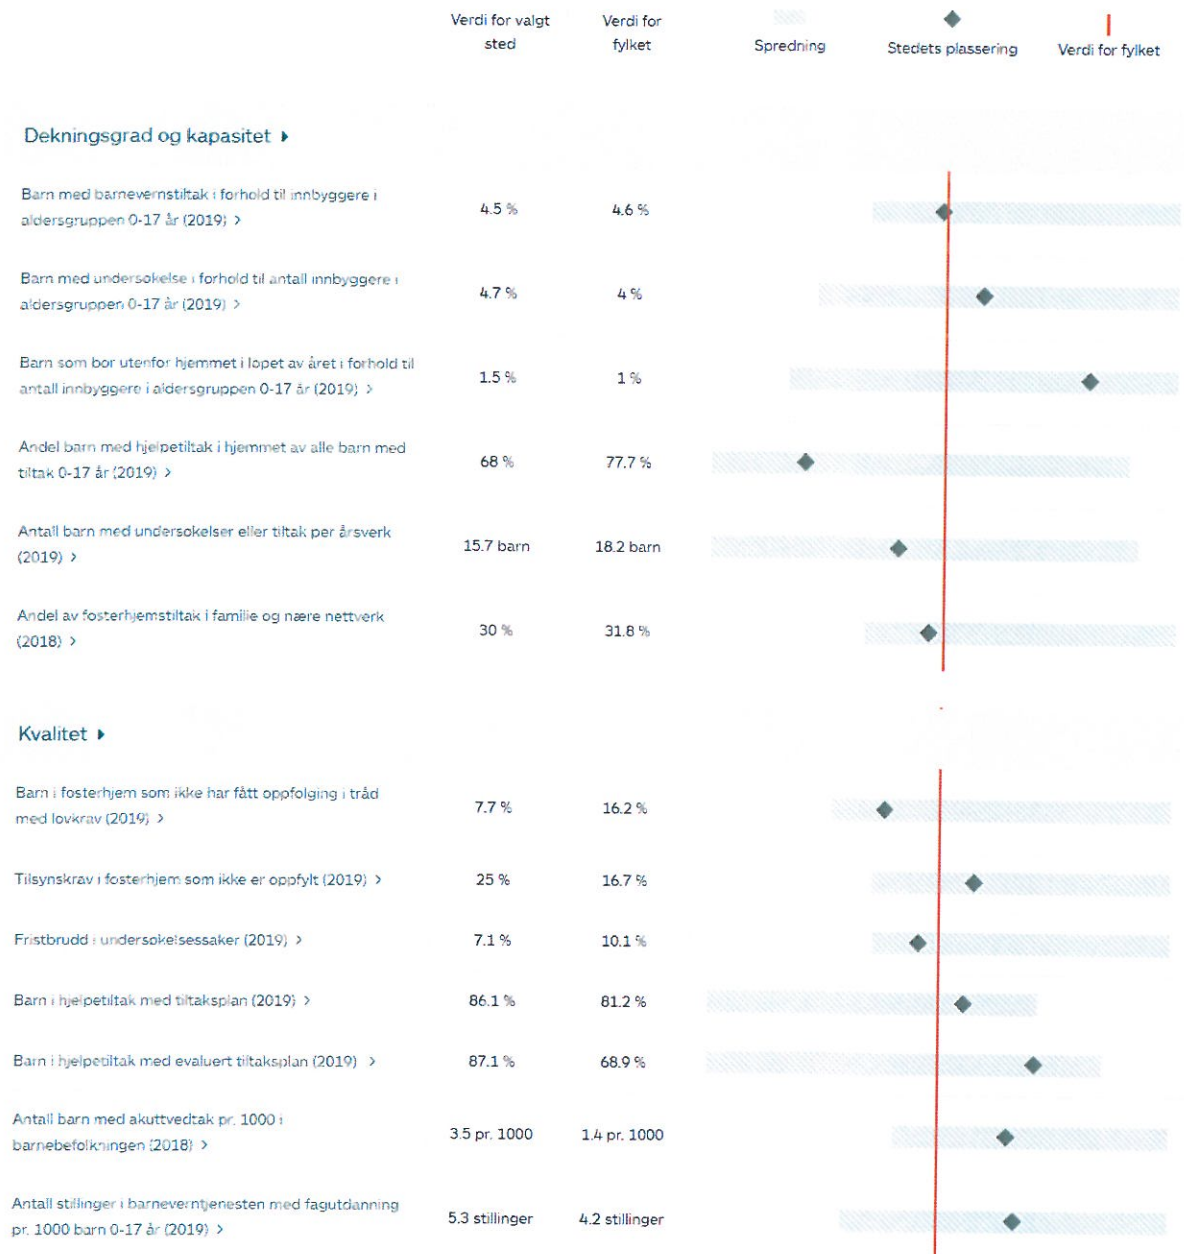 Verdi for valgt sted
Verdi for fylket
Spredning
Stedets plassering
Verdi for fylket
Dekningsgrad og kapasitet
Barn med barnevernstiltak i forhold til innbyggere i
aldersgruppen 0-17 år (2019) >
4.5 %
4.6 %
Barn med undersøkelse i forhold til antall innbyggere i
aldersgruppen 0-17 år (2019) >
4.7 %
4 %
Barn som bor utenfor hjemmet i løpet av året i forhold til
antall innbyggere i aldersgruppen 0-17 år (2019) >
1.5 %
1 %
Andel barn med hjelpetiltak i hjemmet av alle barn med
tiltak 0-17 år (2019) >
68 %
77.7 %
Antall barn med undersøkelser eller tiltak per årsverk
(2019) >
15.7 barn
18.2 barn
Andel av fosterhjemstiltak i familie og nære nettverk
(2018) >
30 %
31.8 %
Kvalitet
Barn i fosterhjem som ikke har fått oppfølging i tråd
med lovkrav (2019) >
7.7 %
16.2 %
Tilsynskrav i fosterhjem som ikke er oppfylt (2019) >
25 %
16.7 %
Fristbrudd i undersøkelsessaker (2019) >
7.1 %
10.1 %
Barn i hjelpetiltak med tiltaksplan (2019) >
86.1 %
81.2 %
Barn i hjelpetiltak med evaluert tiltaksplan (2019) >
87.1 %
68.9 %
Antall barn med akuttvedtak pr. 1000 i
barnebefolkningen (2018) >
3.5 pr. 1000
1.4 pr. 1000
Antall stillinger i barneverntjenesten med fagutdanning
pr. 1000 barn 0-17 år (2019) >
5.3 stillinger
4.2 stillinger